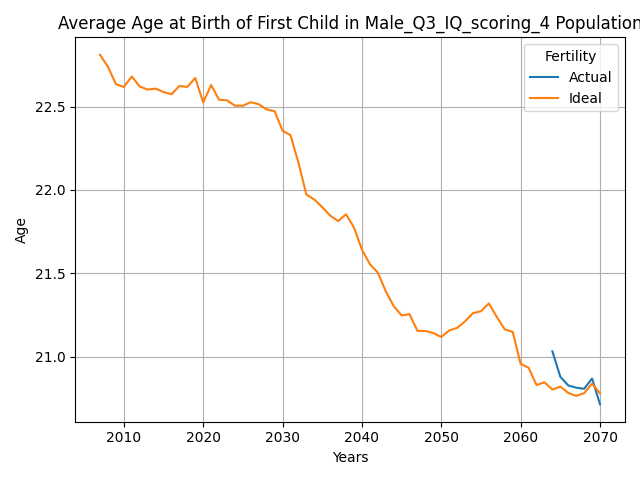 Average Age at Birth of First Child in Male_Q3_IQ_scoring_4 Population
Fertility
Actual
Ideal
22.5
22.0
21.5
21.0
Age
2010 2020 2030 2040 2050 2060 2070
Years